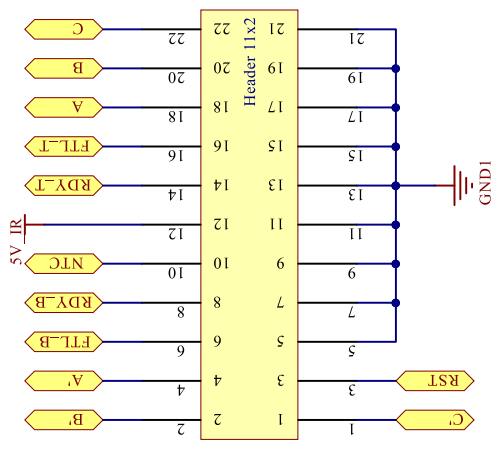 C 22 22 21 21
B 20 20 19 19
A 18 18 17 17
FTL_T 16 16 15 15
RDY_T 14 14 13 13
5V_IR 12 12 11 11
NTC 10 10 9 9
RDY_B 8 8 7 7
FTL_B 6 6 5 5
A' 4 4 3 3 RST
B' 2 2 1 1 C'
Header 11x2
GND1